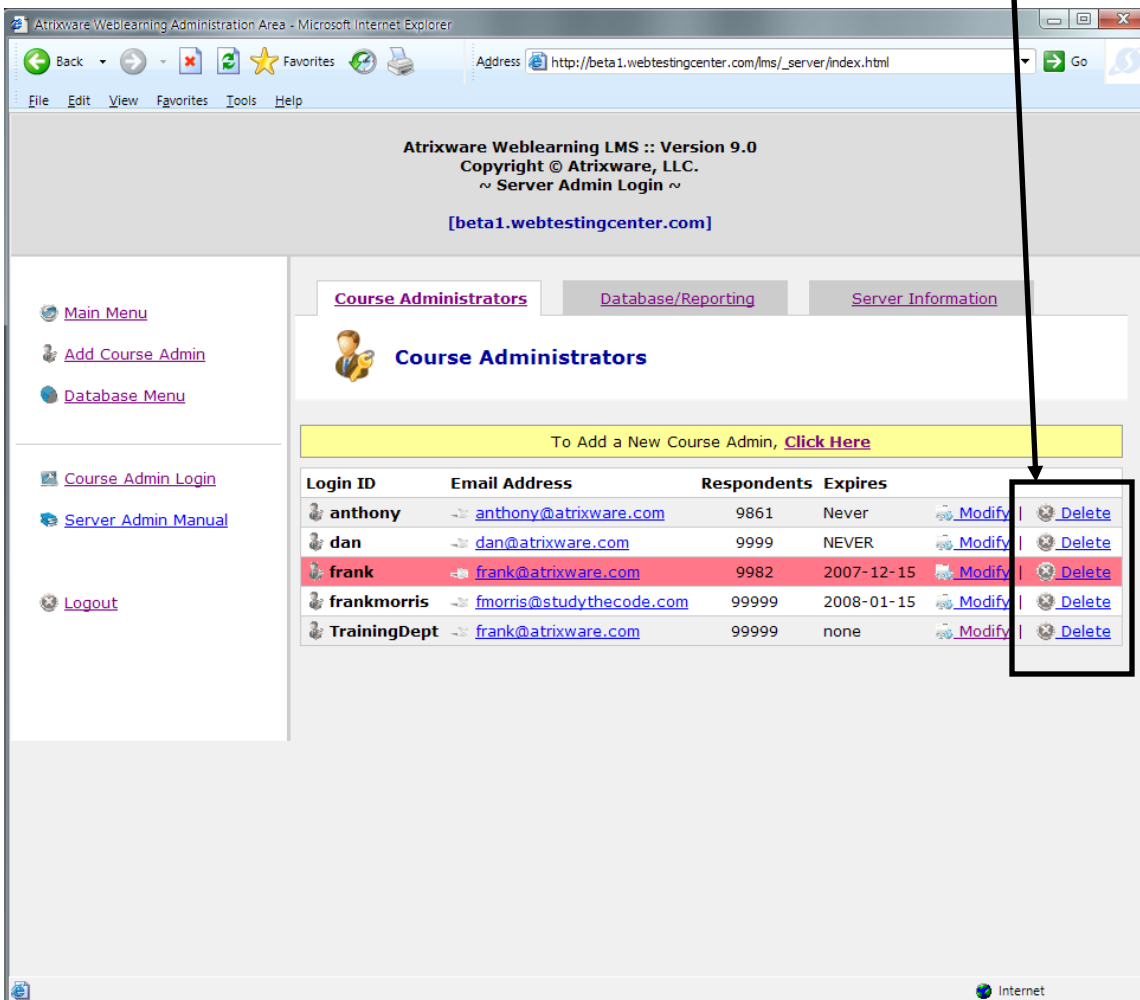 Atrixware Weblearning Administration Area - Microsoft Internet Explorer
Back Favorites Address http://beta1.webtestingcenter.com/lms/_server/index.html Go
File Edit View Favorites Tools Help
Atrixware Weblearning LMS :: Version 9.0
Copyright © Atrixware, LLC.
~ Server Admin Login ~
[beta1.webtestingcenter.com]
Main Menu
Add Course Admin
Database Menu
Course Admin Login
Server Admin Manual
Logout
Course Administrators Database/Reporting Server Information
Course Administrators
To Add a New Course Admin, Click Here
Login ID Email Address Respondents Expires
anthony anthony@atrixware.com 9861 Never Modify | Delete
dan dan@atrixware.com 9999 NEVER Modify | Delete
frank frank@atrixware.com 9982 2007-12-15 Modify | Delete
frankmorris fmorris@studythecode.com 99999 2008-01-15 Modify | Delete
TrainingDept frank@atrixware.com 99999 none Modify | Delete
Internet